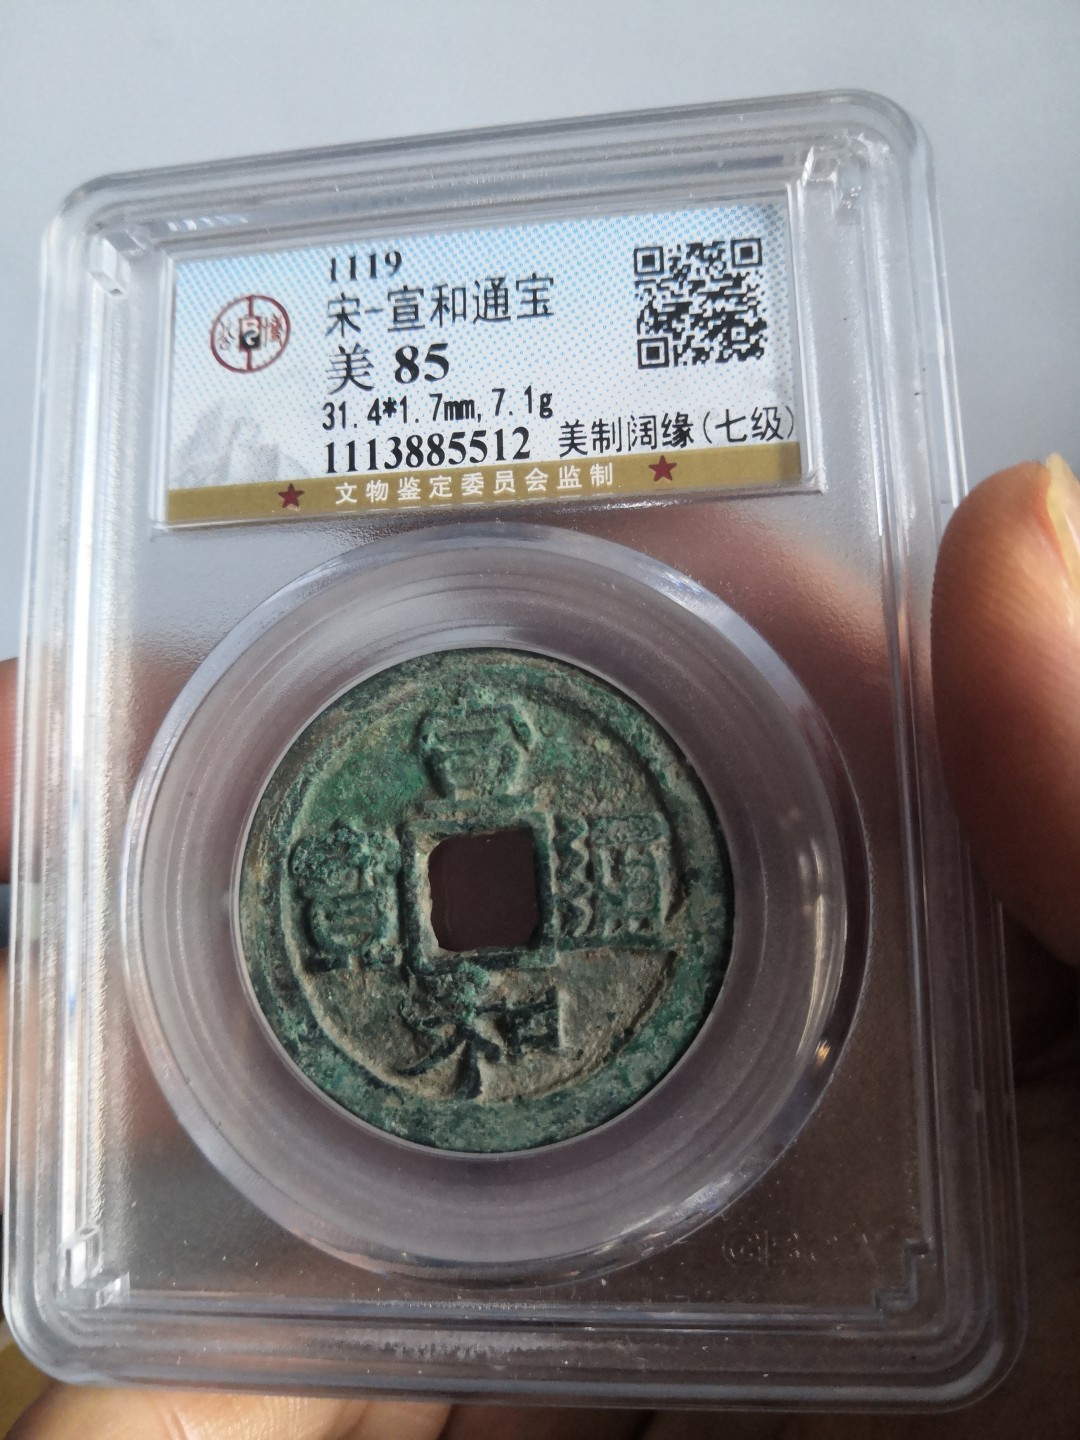 1119
宋-宣和通宝
美 85
31.4*1.7mm,7.1g
1113885512 美制阔缘(七级)
★ 文物鉴定委员会监制 ★
宣
寳 通
和